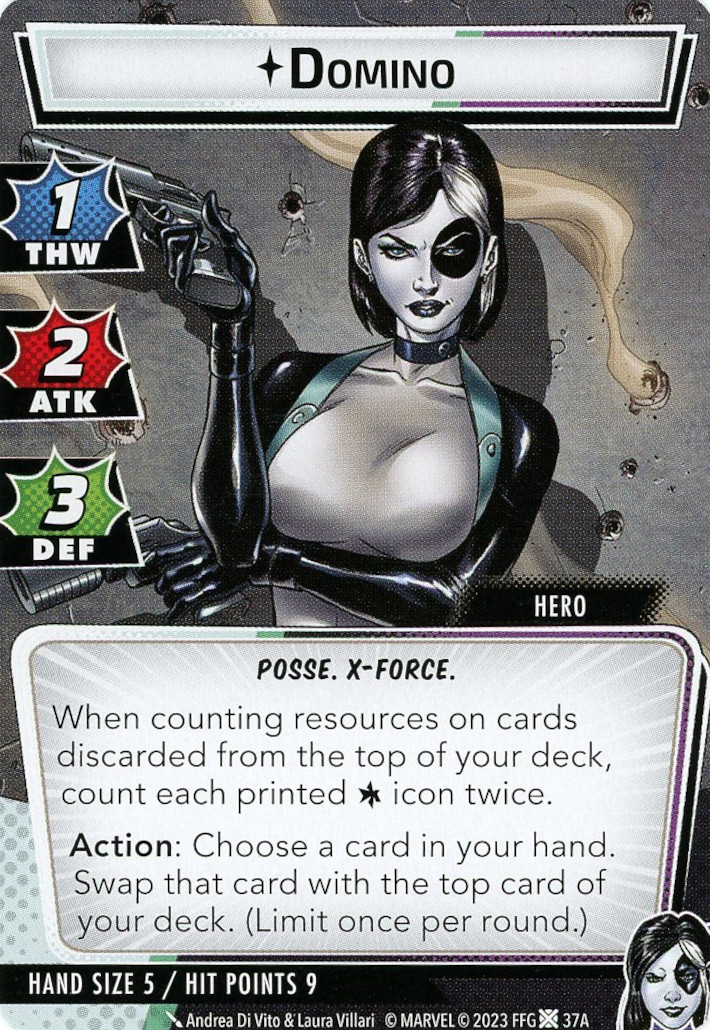 Domino
1
THW
2
ATK
3
DEF
HERO
POSSE. X-FORCE.
When counting resources on cards
discarded from the top of your deck,
count each printed icon twice.
Action: Choose a card in your hand.
Swap that card with the top card of
your deck. (Limit once per round.)
HAND SIZE 5 / HIT POINTS 9
Andrea Di Vito & Laura Villari © MARVEL © 2023 FFG 37A